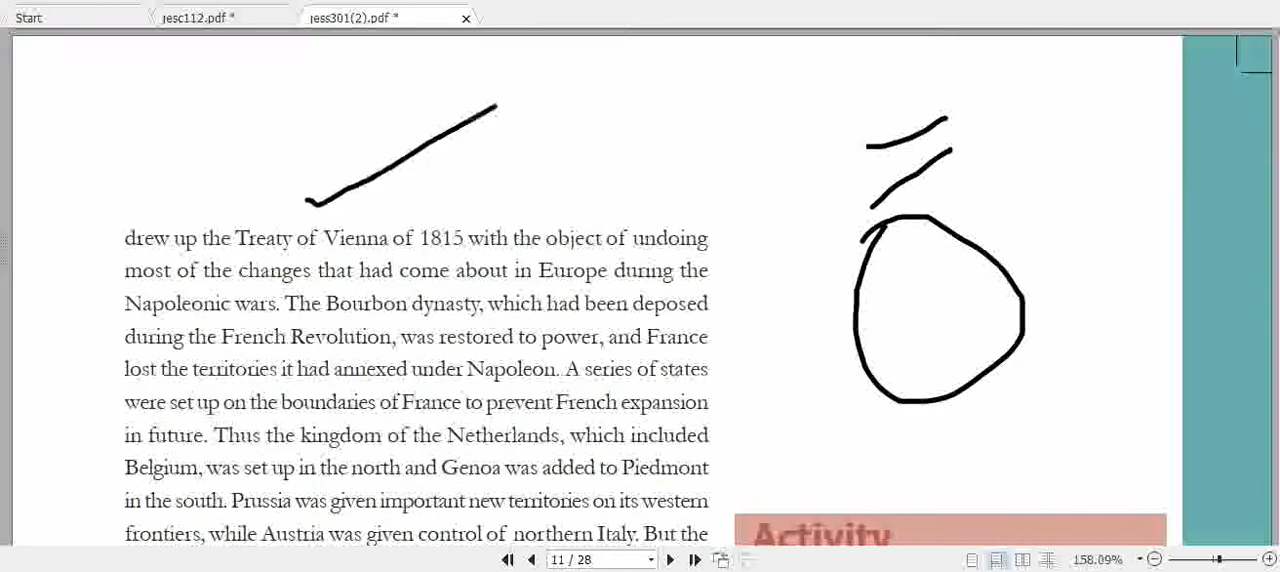 Start
jesc112.pdf *
jess301(2).pdf *
drew up the Treaty of Vienna of 1815 with the object of undoing
most of the changes that had come about in Europe during the
Napoleonic wars. The Bourbon dynasty, which had been deposed
during the French Revolution, was restored to power, and France
lost the territories it had annexed under Napoleon. A series of states
were set up on the boundaries of France to prevent French expansion
in future. Thus the kingdom of the Netherlands, which included
Belgium, was set up in the north and Genoa was added to Piedmont
in the south. Prussia was given important new territories on its western
frontiers, while Austria was given control of northern Italy. But the
Activity
11 / 28
158.09%